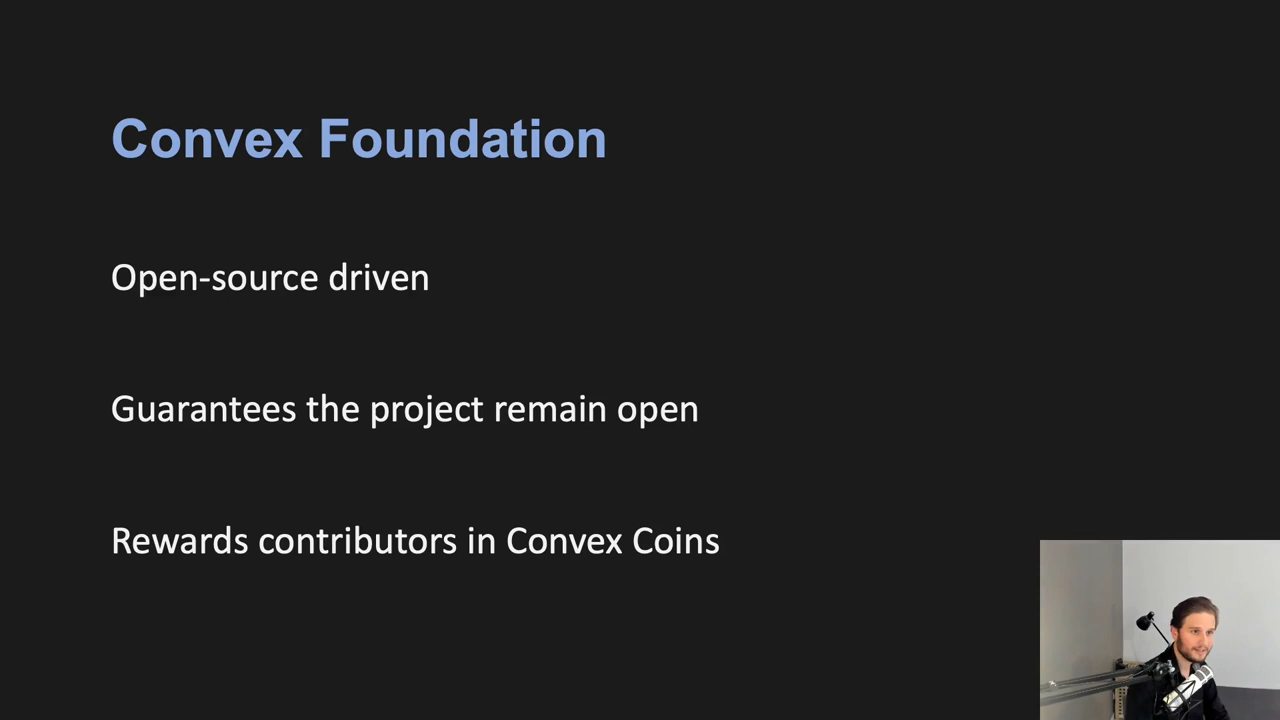 Convex Foundation
Open-source driven
Guarantees the project remain open
Rewards contributors in Convex Coins